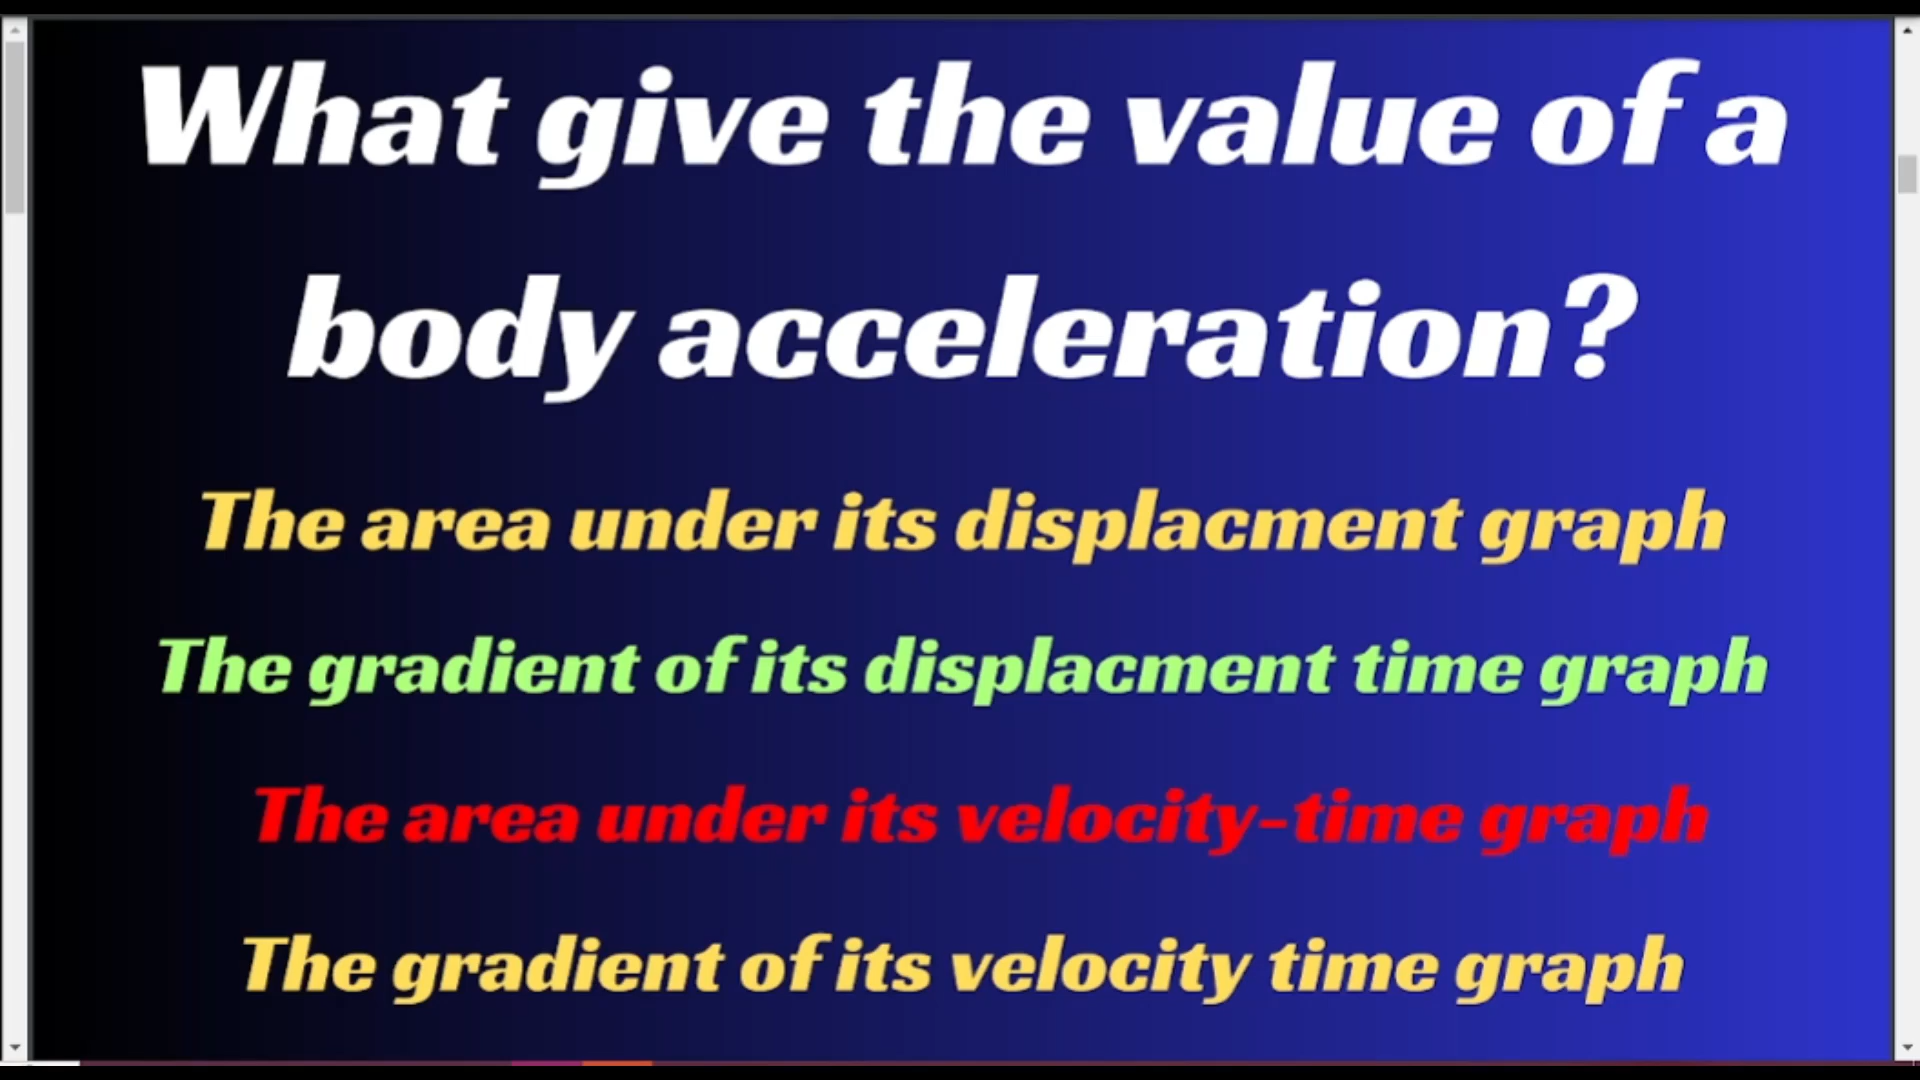 What give the value of a
body acceleration?
The area under its displacment graph
The gradient of its displacment time graph
The area under its velocity-time graph
The gradient of its velocity time graph